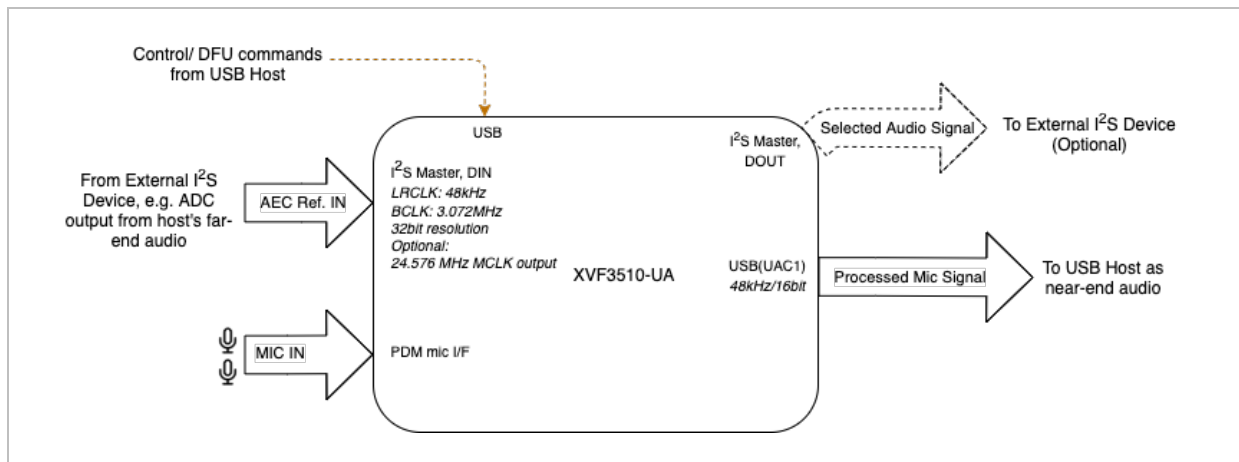 Control/ DFU commands
from USB Host
USB
I²S Master,
DOUT
Selected Audio Signal
To External I²S Device
(Optional)
From External I²S
Device, e.g. ADC
output from host's far-
end audio
AEC Ref. IN
I²S Master, DIN
LRCLK: 48kHz
BCLK: 3.072MHz
32bit resolution
Optional:
24.576 MHz MCLK output
XVF3510-UA
USB(UAC1)
48kHz/16bit
Processed Mic Signal
To USB Host as
near-end audio
MIC IN
PDM mic I/F